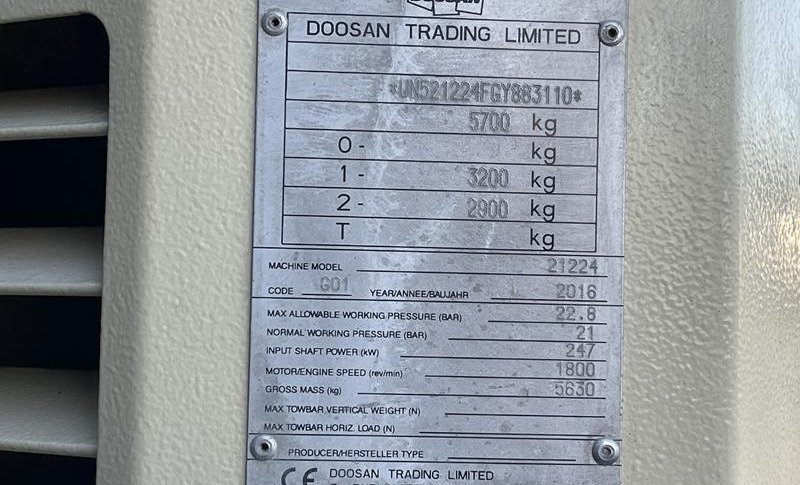 DOOSAN
DOOSAN TRADING LIMITED
*UN521224FGY883110*
5700 kg
0- kg
1- 3200 kg
2- 2900 kg
T kg
MACHINE MODEL 21224
CODE G01 YEAR/ANNEE/BAUJAHR 2016
MAX ALLOWABLE WORKING PRESSURE (BAR) 22.8
NORMAL WORKING PRESSURE (BAR) 21
INPUT SHAFT POWER (kW) 247
MOTOR/ENGINE SPEED (rev/min) 1800
GROSS MASS (kg) 5630
MAX TOWBAR VERTICAL WEIGHT (N)
MAX TOWBAR HORIZ. LOAD (N)
PRODUCER/HERSTELLER TYPE
CE DOOSAN TRADING LIMITED